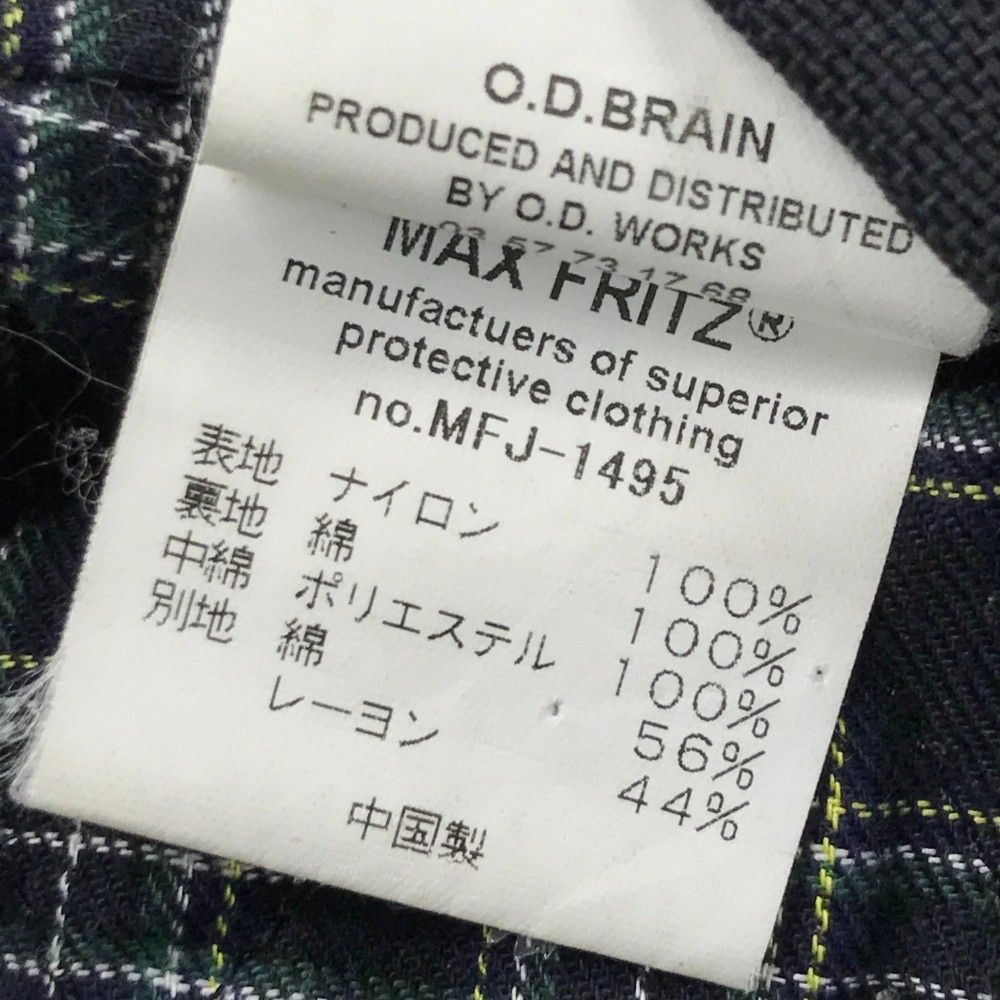 O.D.BRAIN
PRODUCED AND DISTRIBUTED
BY O.D. WORKS
MAX FRITZ®
manufactuers of superior
protective clothing
no.MFJ-1495
表地 ナイロン 100%
裏地 綿 100%
中綿 ポリエステル 100%
別地 綿 56%
レーヨン 44%
中国製